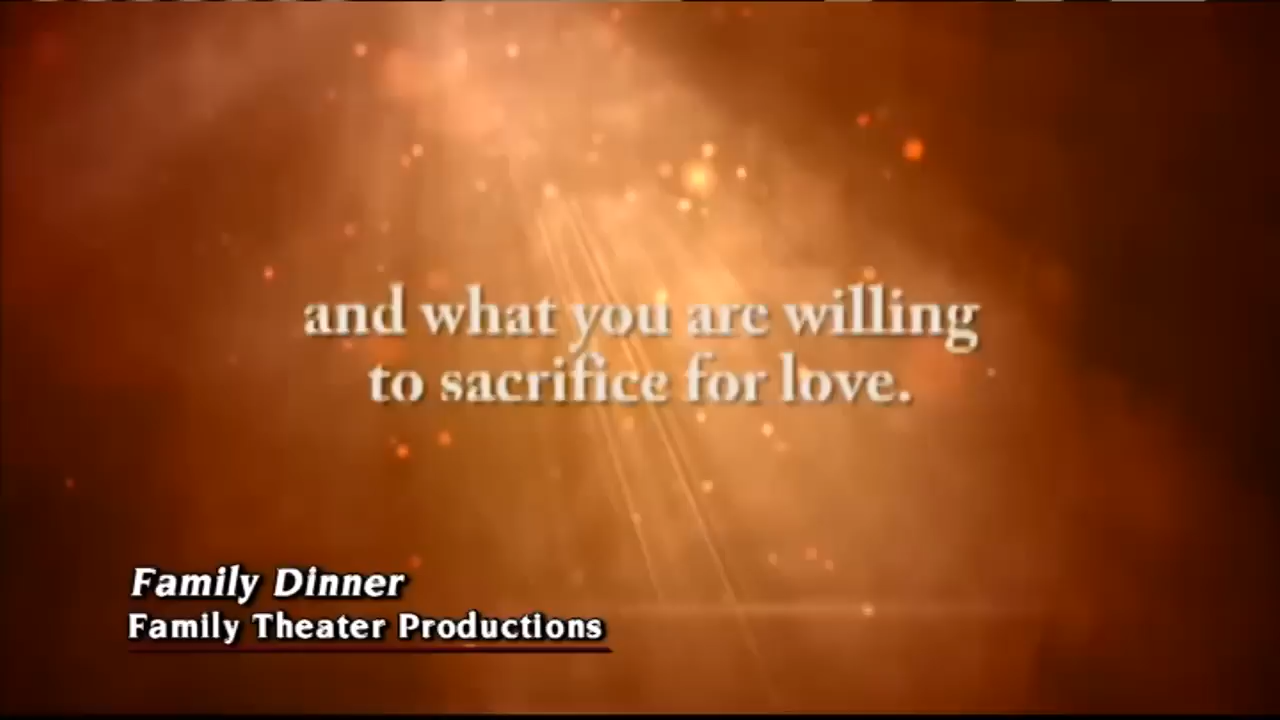 and what you are willing
to sacrifice for love.
Family Dinner
Family Theater Productions